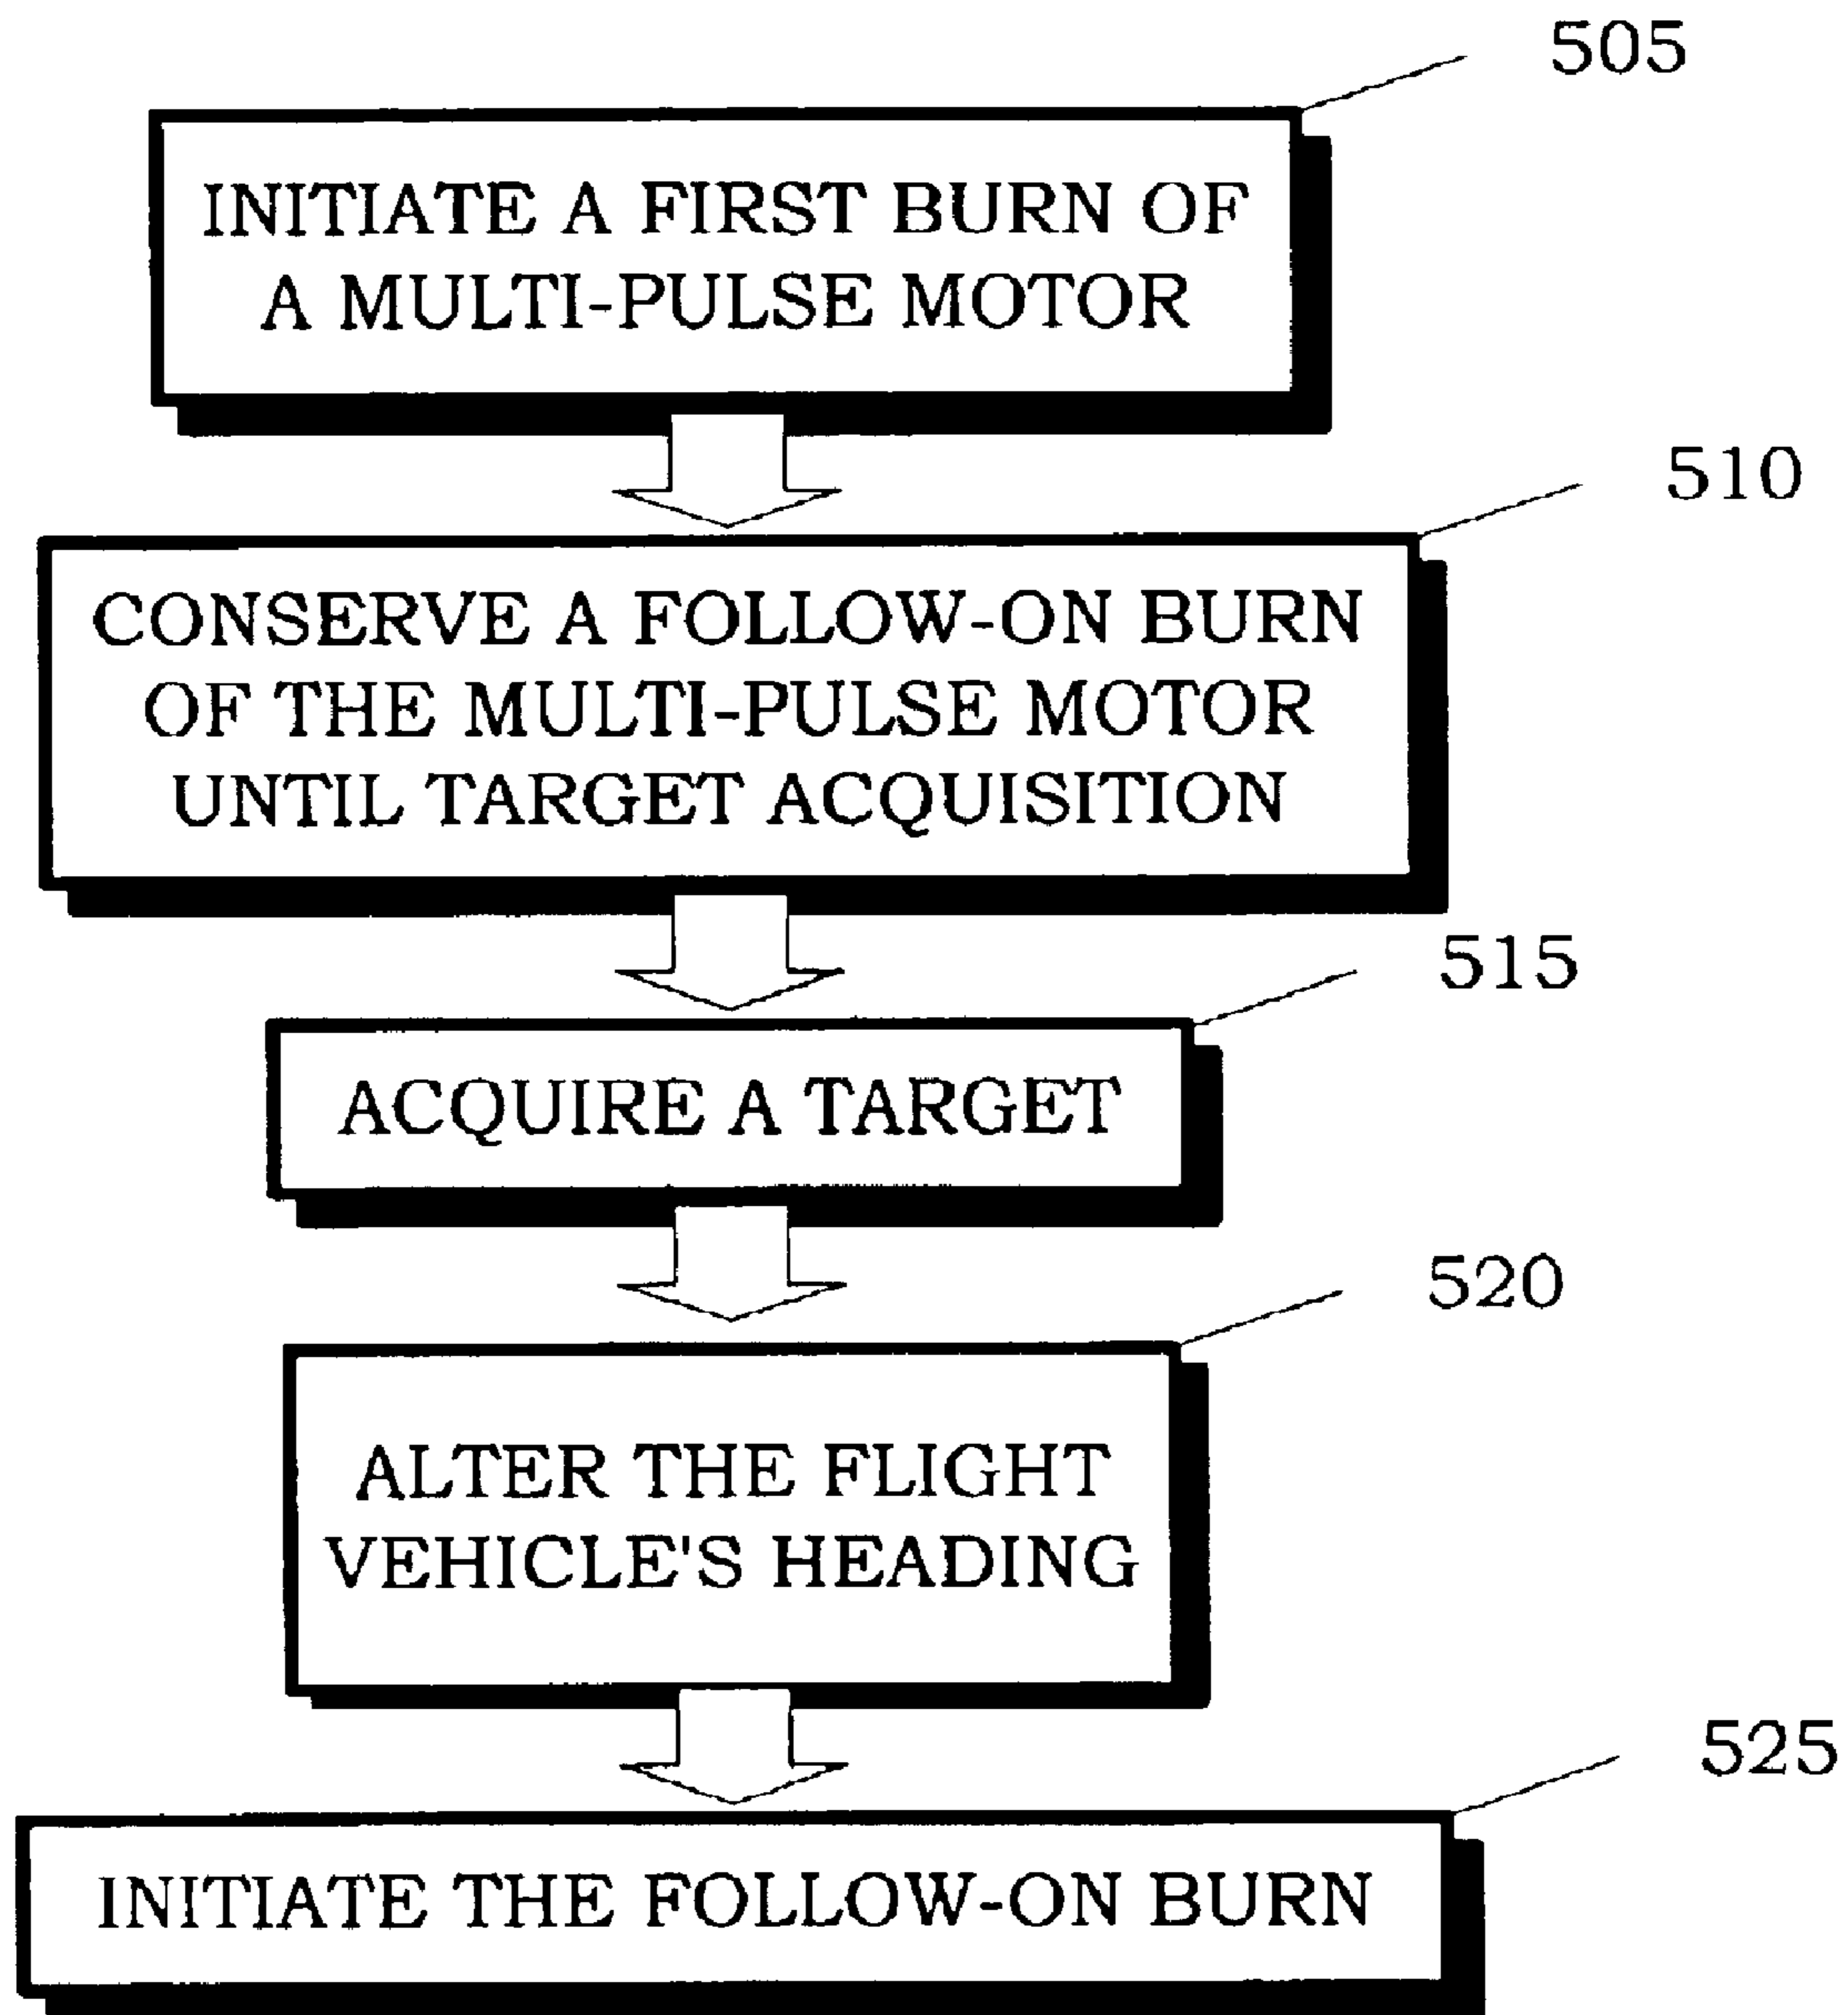 505
INITIATE A FIRST BURN OF
A MULTI-PULSE MOTOR
510
CONSERVE A FOLLOW-ON BURN
OF THE MULTI-PULSE MOTOR
UNTIL TARGET ACQUISITION
515
ACQUIRE A TARGET
520
ALTER THE FLIGHT
VEHICLE'S HEADING
525
INITIATE THE FOLLOW-ON BURN